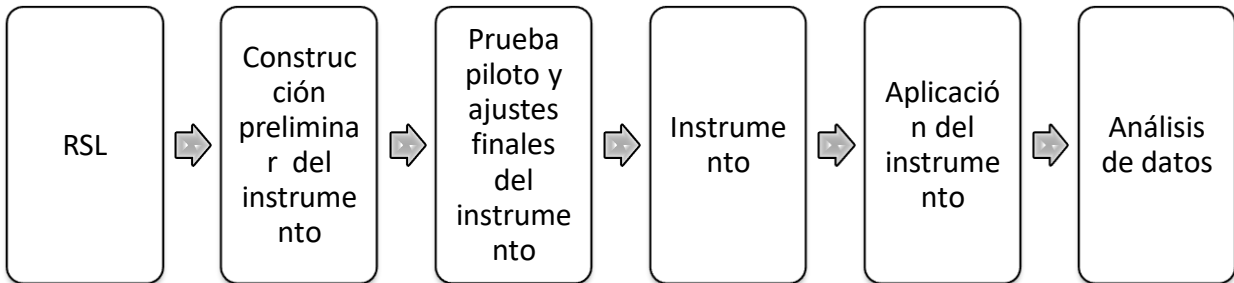 RSL
Construc
ción
prelimina
r del
instrume
nto
Prueba
piloto y
ajustes
finales
del
instrume
nto
Instrume
nto
Aplicació
n del
instrume
nto
Análisis
de datos